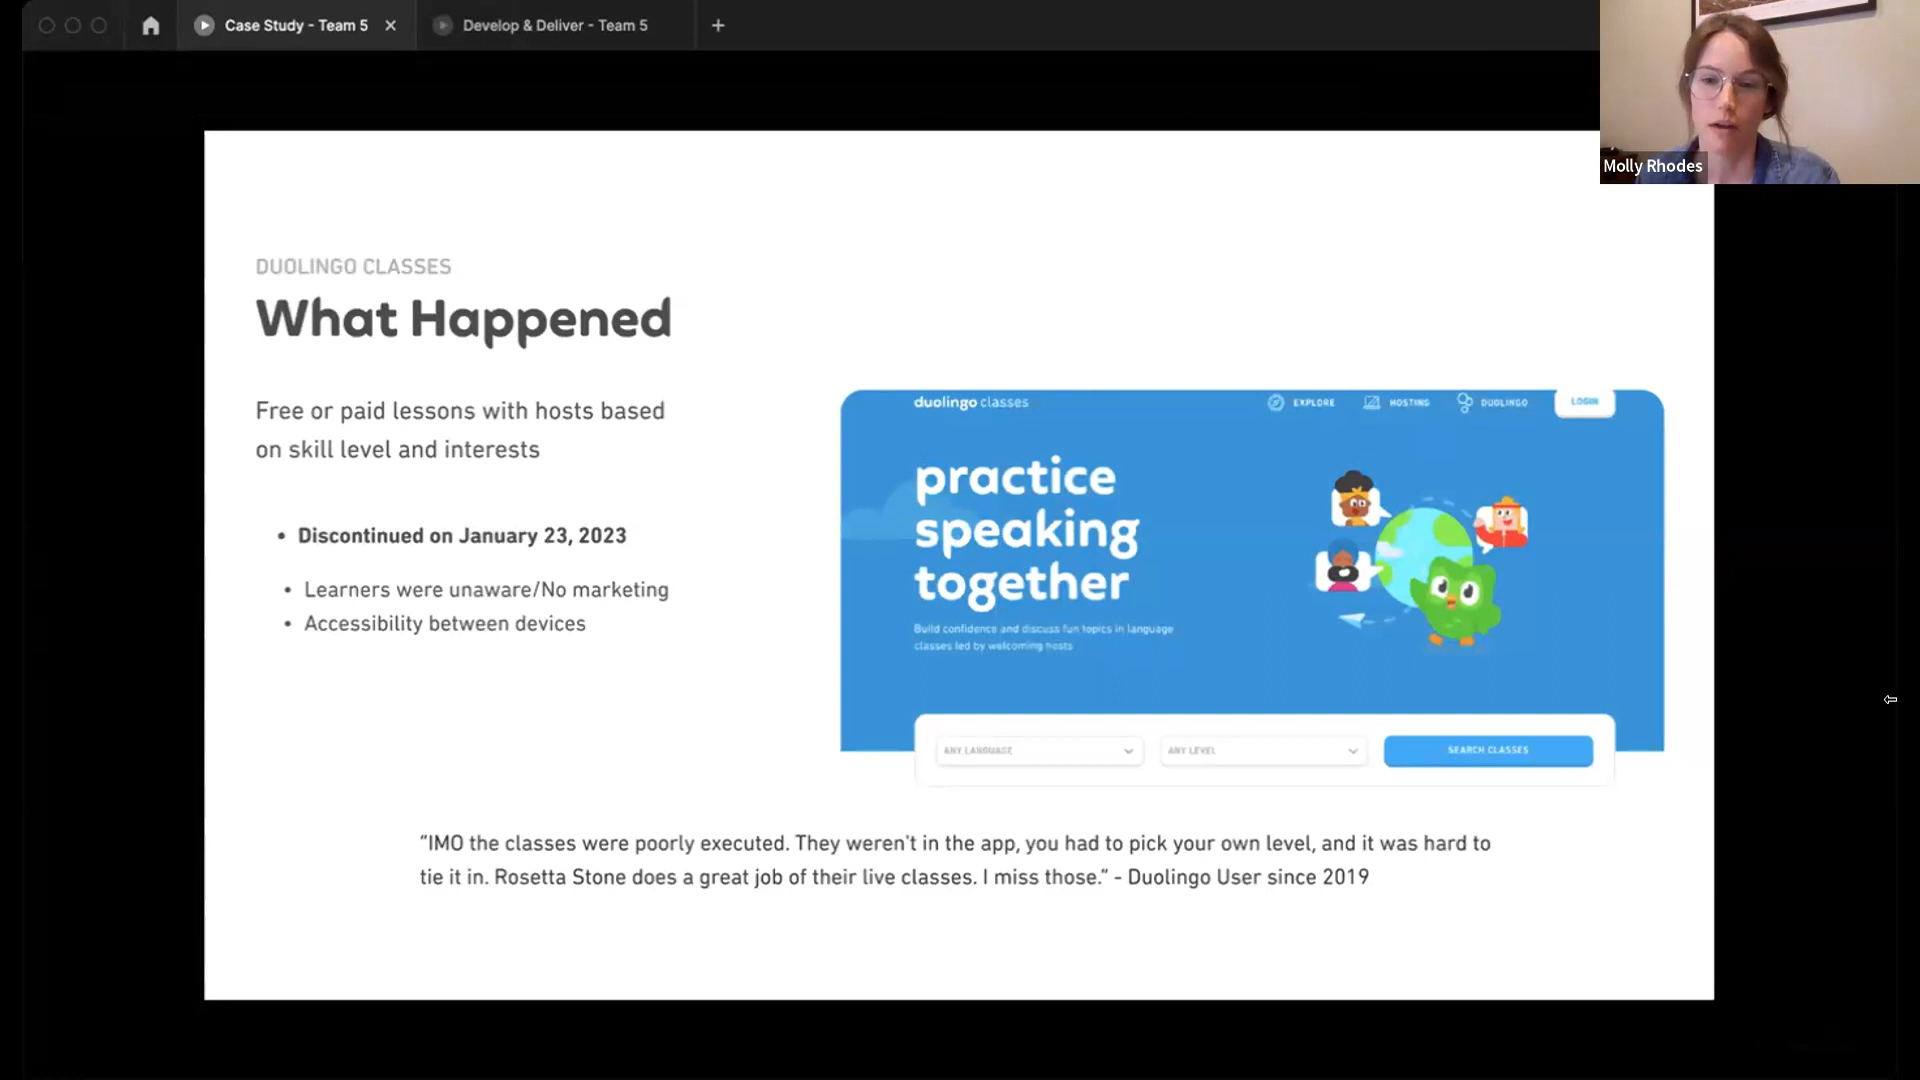 Case Study - Team 5
Develop & Deliver - Team 5
Molly Rhodes
DUOLINGO CLASSES
What Happened
Free or paid lessons with hosts based
on skill level and interests
• Discontinued on January 23, 2023
• Learners were unaware/No marketing
• Accessibility between devices
duolingo classes
EXPLORE
HOSTING
DUOLINGO
LOGIN
practice
speaking
together
Build confidence and discuss fun topics in language
classes led by welcoming hosts
ANY LANGUAGE
ANY LEVEL
SEARCH CLASSES
“IMO the classes were poorly executed. They weren't in the app, you had to pick your own level, and it was hard to
tie it in. Rosetta Stone does a great job of their live classes. I miss those.” - Duolingo User since 2019